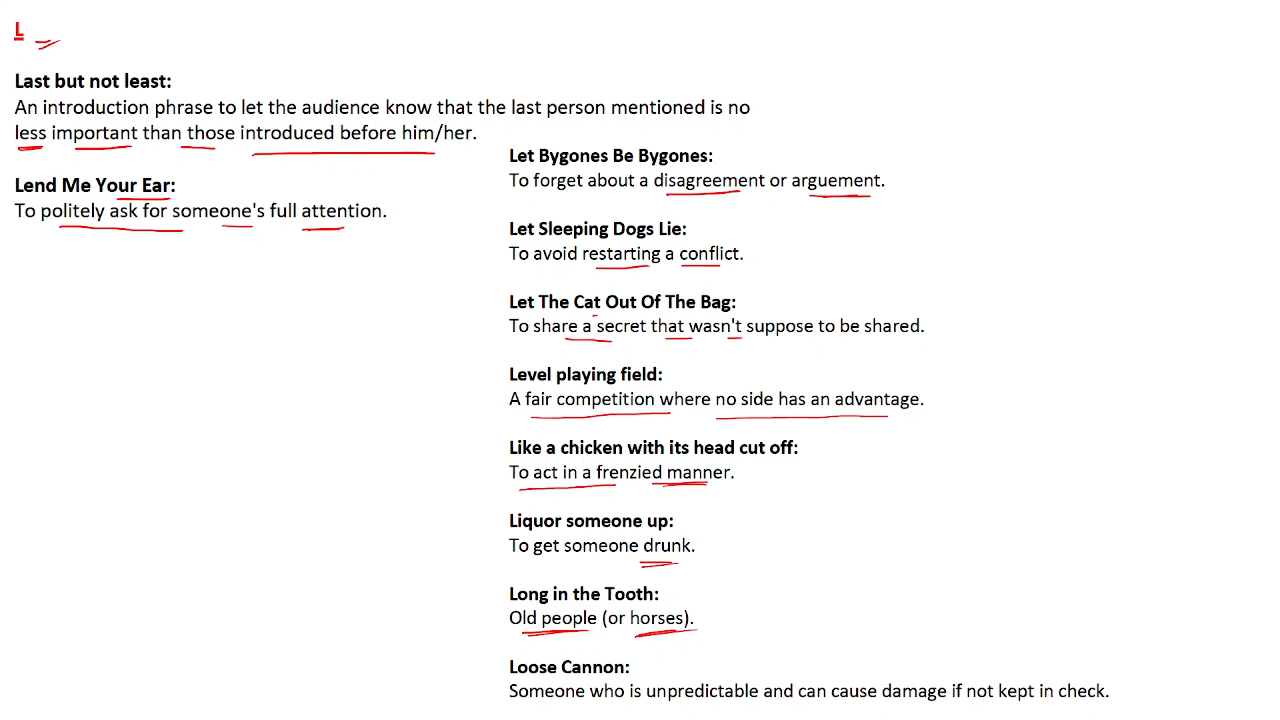 L
Last but not least:
An introduction phrase to let the audience know that the last person mentioned is no
less important than those introduced before him/her.
Lend Me Your Ear:
To politely ask for someone's full attention.
Let Bygones Be Bygones:
To forget about a disagreement or arguement.
Let Sleeping Dogs Lie:
To avoid restarting a conflict.
Let The Cat Out Of The Bag:
To share a secret that wasn't suppose to be shared.
Level playing field:
A fair competition where no side has an advantage.
Like a chicken with its head cut off:
To act in a frenzied manner.
Liquor someone up:
To get someone drunk.
Long in the Tooth:
Old people (or horses).
Loose Cannon:
Someone who is unpredictable and can cause damage if not kept in check.